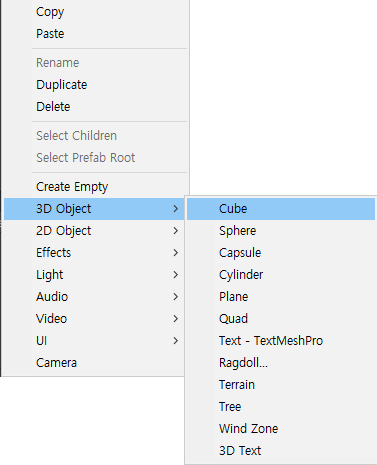 Copy
Paste
Rename
Duplicate
Delete
Select Children
Select Prefab Root
Create Empty
3D Object
2D Object
Effects
Light
Audio
Video
UI
Camera
Cube
Sphere
Capsule
Cylinder
Plane
Quad
Text - TextMeshPro
Ragdoll...
Terrain
Tree
Wind Zone
3D Text